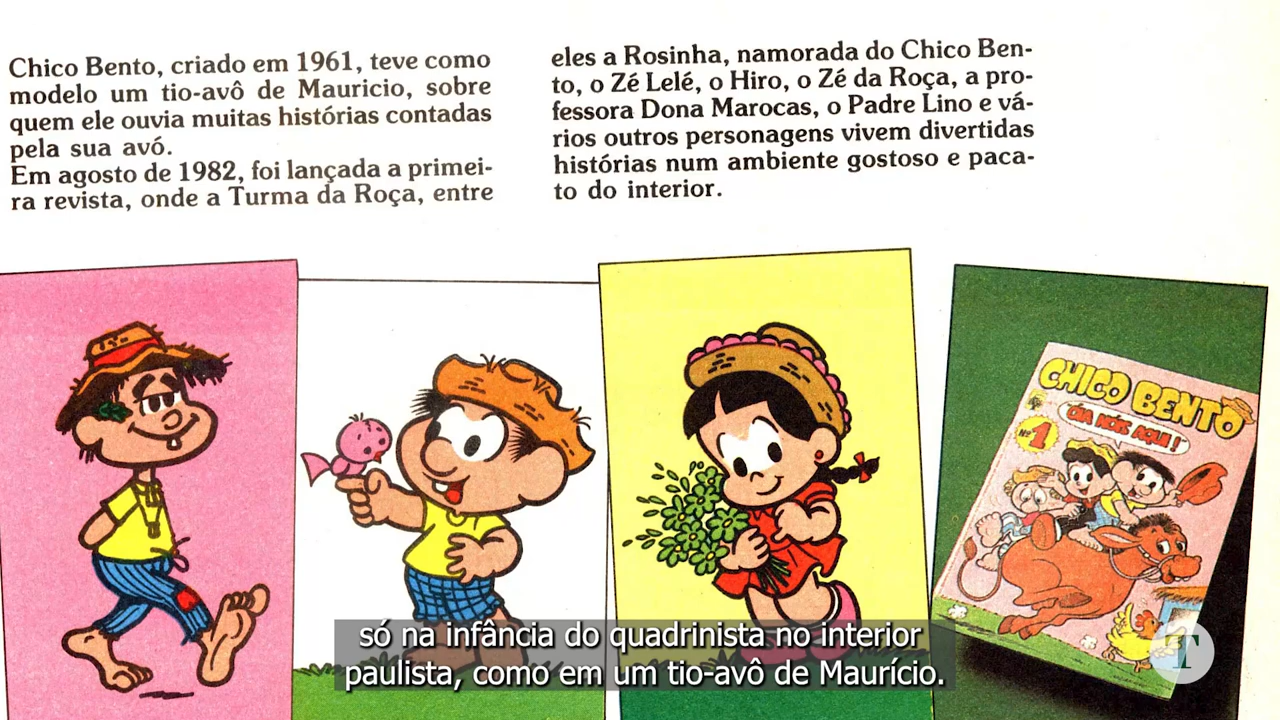 Chico Bento, criado em 1961, teve como
modelo um tio-avô de Mauricio, sobre
quem ele ouvia muitas histórias contadas
pela sua avó.
Em agosto de 1982, foi lançada a primei-
ra revista, onde a Turma da Roça, entre
eles a Rosinha, namorada do Chico Ben-
to, o Zé Lelé, o Hiro, o Zé da Roça, a pro-
fessora Dona Marocas, o Padre Lino e vá-
rios outros personagens vivem divertidas
histórias num ambiente gostoso e paca-
to do interior.
CHICO BENTO
Nº 1
OIA NÓIS AQUI!
só na infância do quadrinista no interior
paulista, como em um tio-avô de Maurício.
T